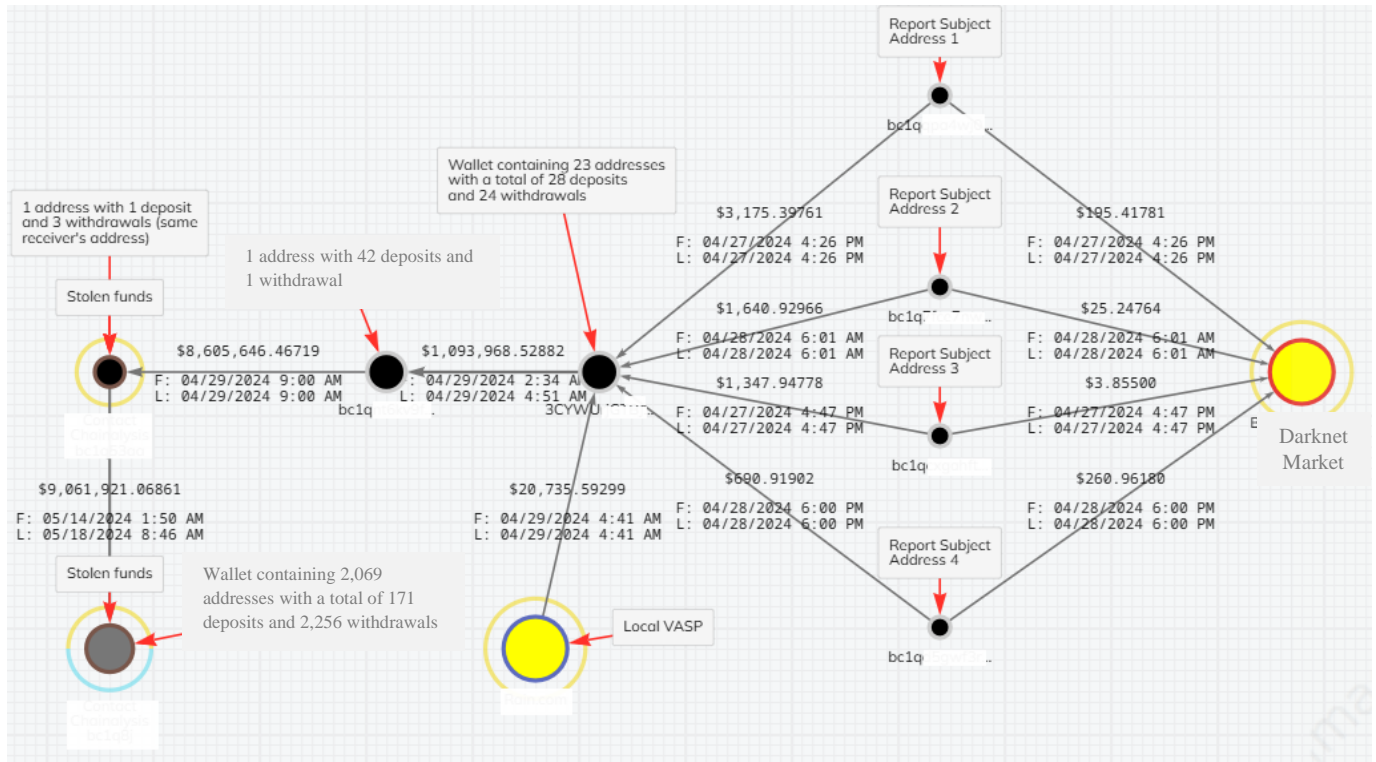 Report Subject
Address 1
bc1q
Wallet containing 23 addresses
with a total of 28 deposits
and 24 withdrawals
1 address with 1 deposit
and 3 withdrawals (same
receiver's address)
Report Subject
Address 2
$3,175.39761
F: 04/27/2024 4:26 PM
L: 04/27/2024 4:26 PM
$195.41781
F: 04/27/2024 4:26 PM
L: 04/27/2024 4:26 PM
1 address with 42 deposits and
1 withdrawal
Stolen funds
bc1q
$1,640.92966
F: 04/28/2024 6:01 AM
L: 04/28/2024 6:01 AM
$25.24764
F: 04/28/2024 6:01 AM
L: 04/28/2024 6:01 AM
Report Subject
Address 3
$8,605,646.46719
F: 04/29/2024 9:00 AM
L: 04/29/2024 9:00 AM
$1,093,968.52882
F: 04/29/2024 2:34 AM
L: 04/29/2024 4:51 AM
bc1q
3CYWU
$1,347.94778
F: 04/27/2024 4:47 PM
L: 04/27/2024 4:47 PM
$3.85500
F: 04/27/2024 4:47 PM
L: 04/27/2024 4:47 PM
Darknet
Market
bc1q
$9,061,921.06861
F: 05/14/2024 1:50 AM
L: 05/18/2024 8:46 AM
$20,735.59299
F: 04/29/2024 4:41 AM
L: 04/29/2024 4:41 AM
$690.91902
F: 04/28/2024 6:00 PM
L: 04/28/2024 6:00 PM
$260.96180
F: 04/28/2024 6:00 PM
L: 04/28/2024 6:00 PM
Report Subject
Address 4
Stolen funds
Wallet containing 2,069
addresses with a total of 171
deposits and 2,256 withdrawals
Local VASP
bc1q
Contact
Chainalysis